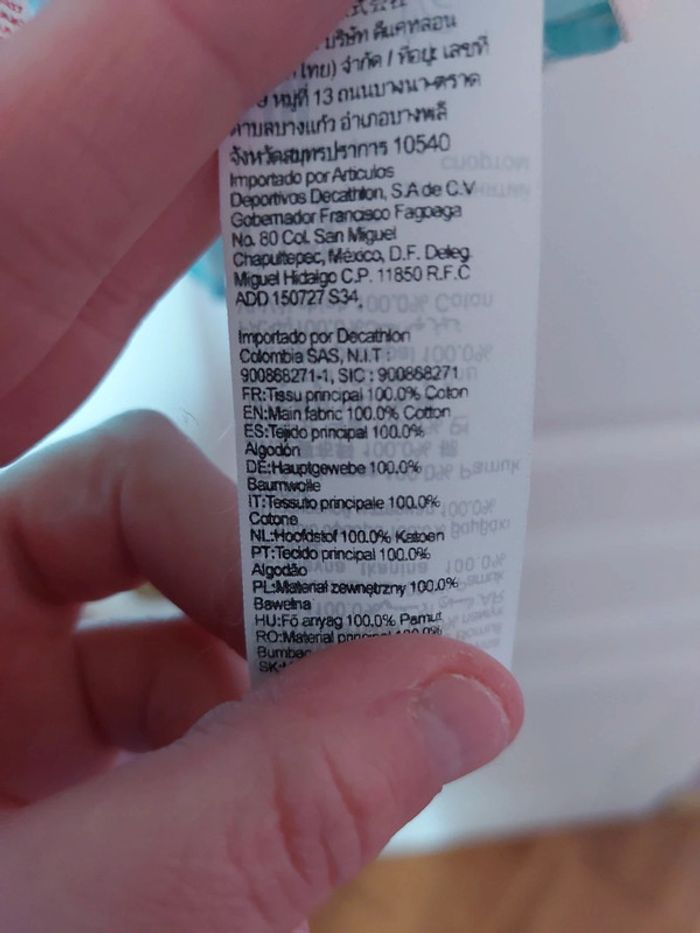 บริษัท ดีแคทลอน
ไทย) จำกัด / ที่อยู่: เลขที่
หมู่ที่ 13 ถนนบางนา-ตราด
ตำบลบางแก้ว อำเภอบางพลี
จังหวัดสมุทรปราการ 10540
Importado por Articulos
Deportivos Decathlon, S.A de C.V
Gobernador Francisco Fagoaga
No. 80 Col. San Miguel
Chapultepec, México, D.F. Deleg.
Miguel Hidalgo C.P. 11850 R.F.C
ADD 150727 S34,
Importado por Decathlon
Colombia SAS, N.I.T :
900868271-1, SIC : 900868271
FR:Tissu principal 100.0% Coton
EN:Main fabric 100.0% Cotton
ES:Tejido principal 100.0%
Algodón
DE:Hauptgewebe 100.0%
Baumwolle
IT:Tessuto principale 100.0%
Cotone
NL:Hoofdstof 100.0% Katoen
PT:Tecido principal 100.0%
Algodão
PL:Materiał zewnętrzny 100.0%
Bawełna
HU:Fő anyag 100.0% Pamut
RO:Material principal 100.0%
Bumbac
SK: